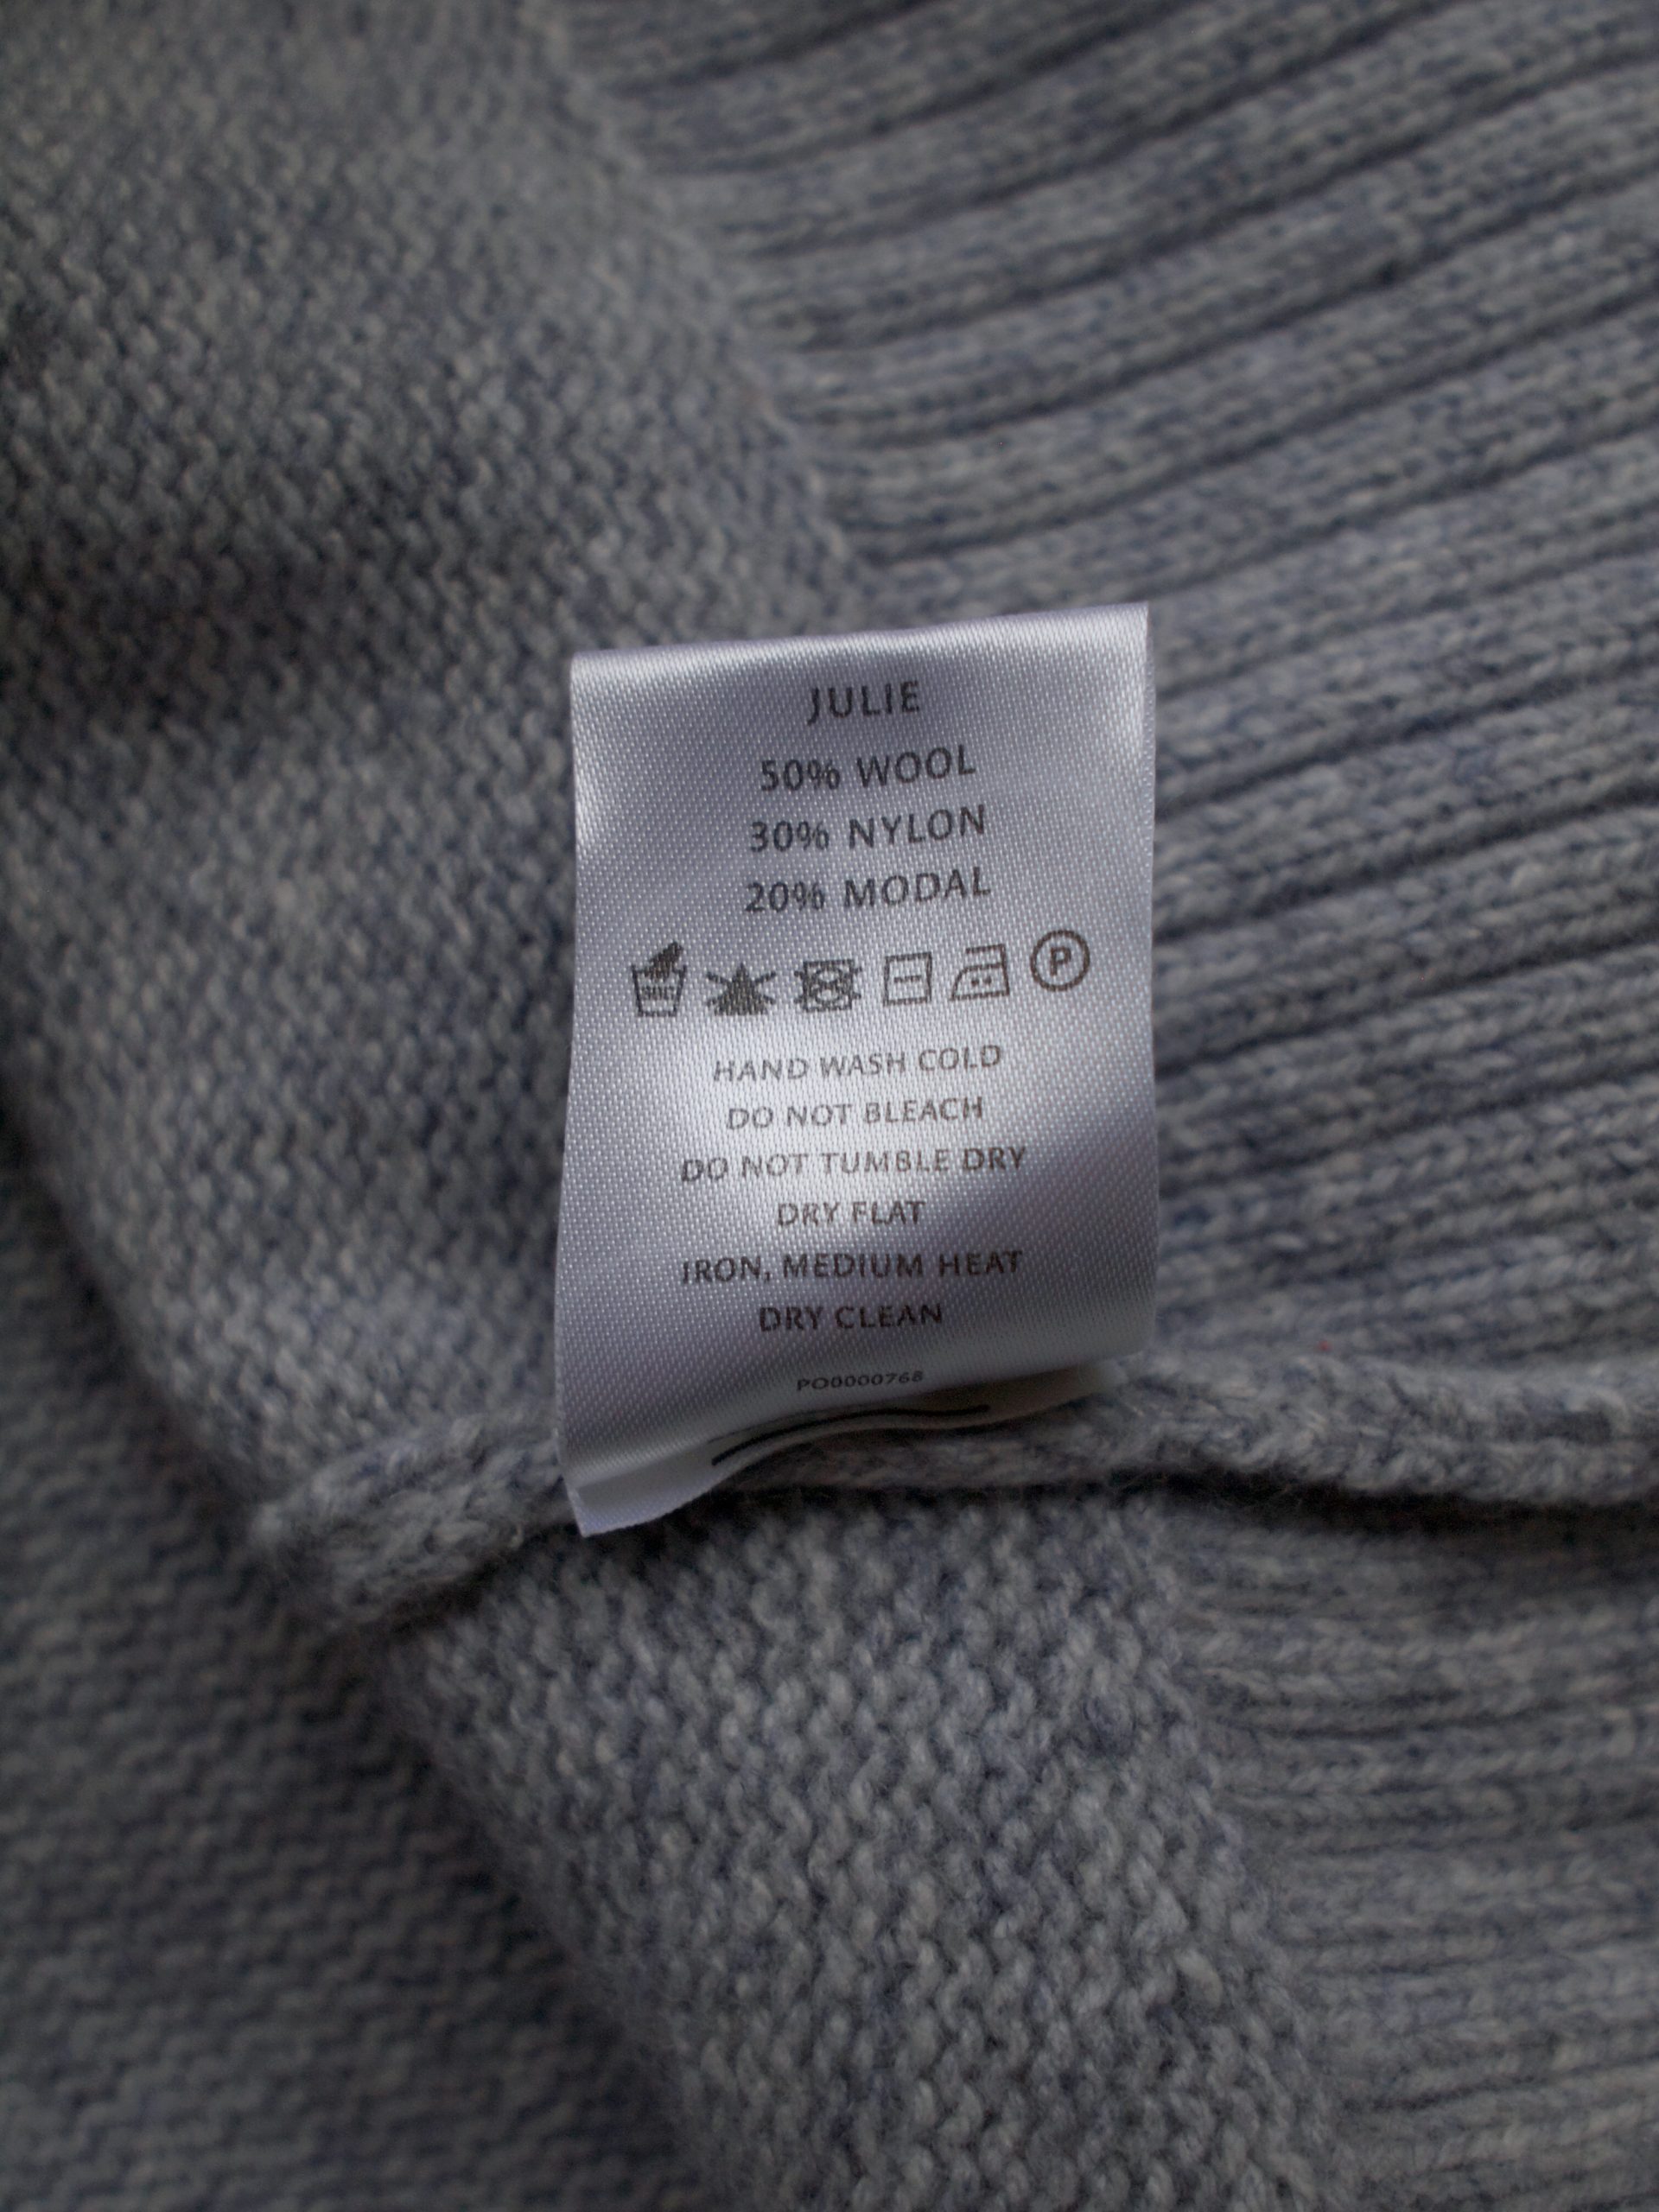 JULIE
50% WOOL
30% NYLON
20% MODAL
P
HAND WASH COLD
DO NOT BLEACH
DO NOT TUMBLE DRY
DRY FLAT
IRON, MEDIUM HEAT
DRY CLEAN
PO0000768